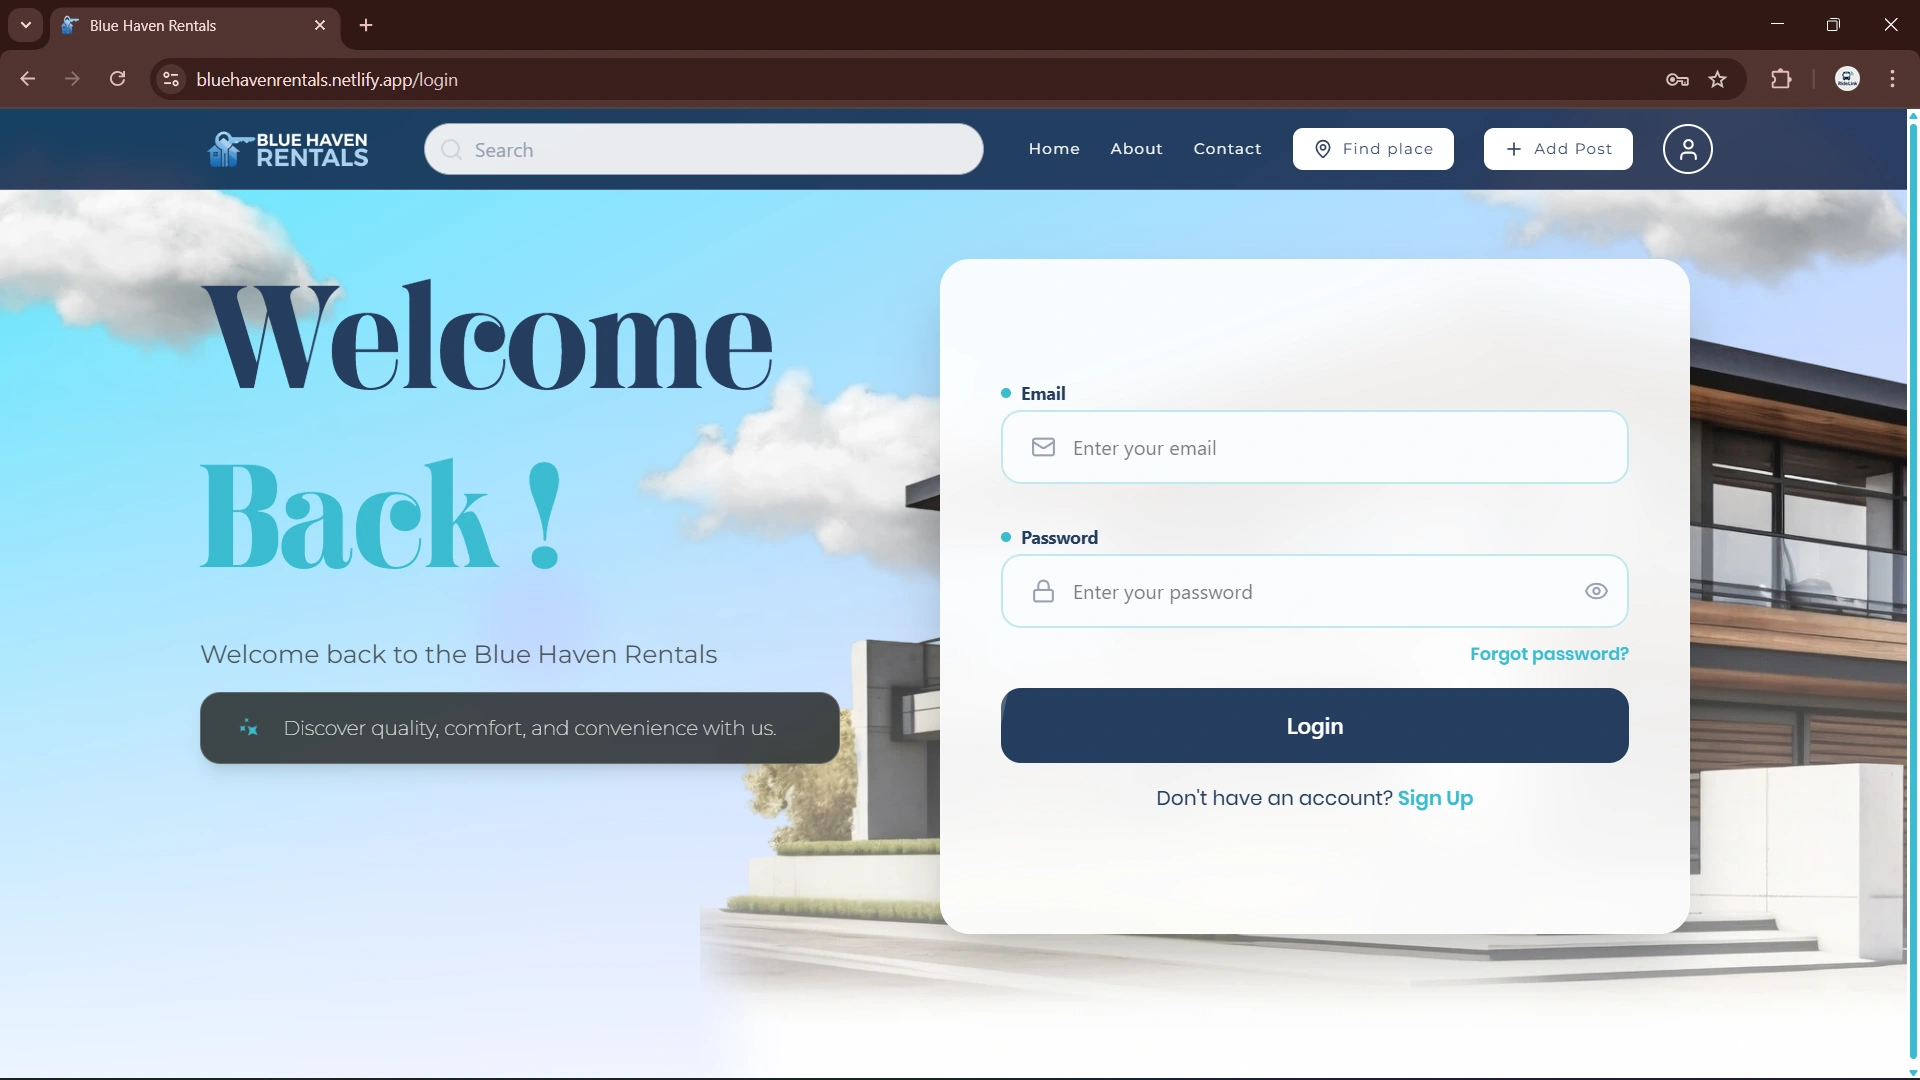 Blue Haven Rentals
bluehavenrentals.netlify.app/login
BLUE HAVEN
RENTALS
Search
Home
About
Contact
Find place
Add Post
Welcome
Back !
Welcome back to the Blue Haven Rentals
Discover quality, comfort, and convenience with us.
Email
Enter your email
Password
Enter your password
Forgot password?
Login
Don't have an account? Sign Up